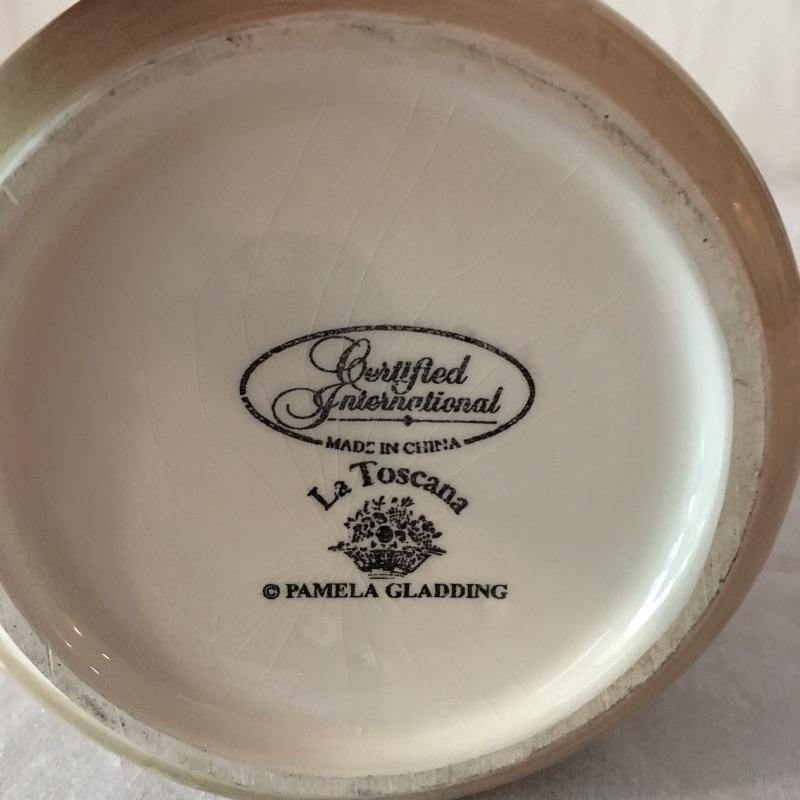 Certified
International
MADE IN CHINA
La Toscana
© PAMELA GLADDING